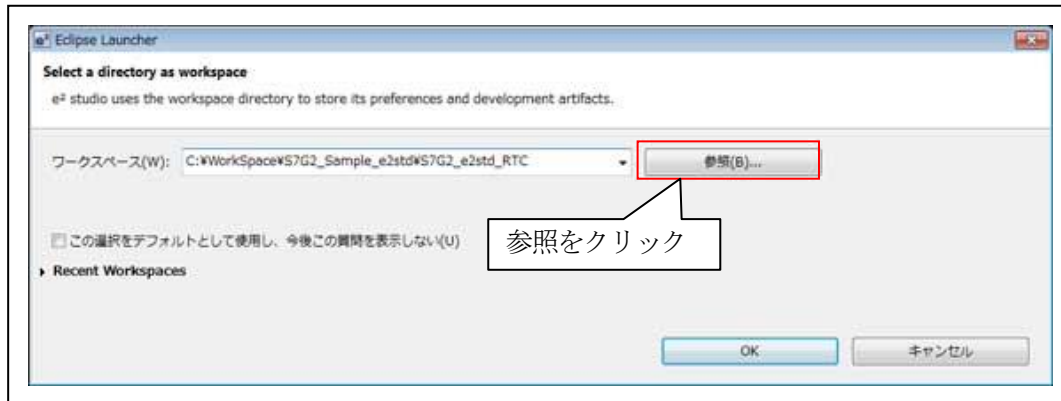 e² Eclipse Launcher
Select a directory as workspace
e² studio uses the workspace directory to store its preferences and development artifacts.
ワークスペース(W): C:¥WorkSpace¥S7G2_Sample_e2std¥S7G2_e2std_RTC 参照(B)...
参照をクリック
この選択をデフォルトとして使用し、今後この質問を表示しない(U)
Recent Workspaces
OK キャンセル